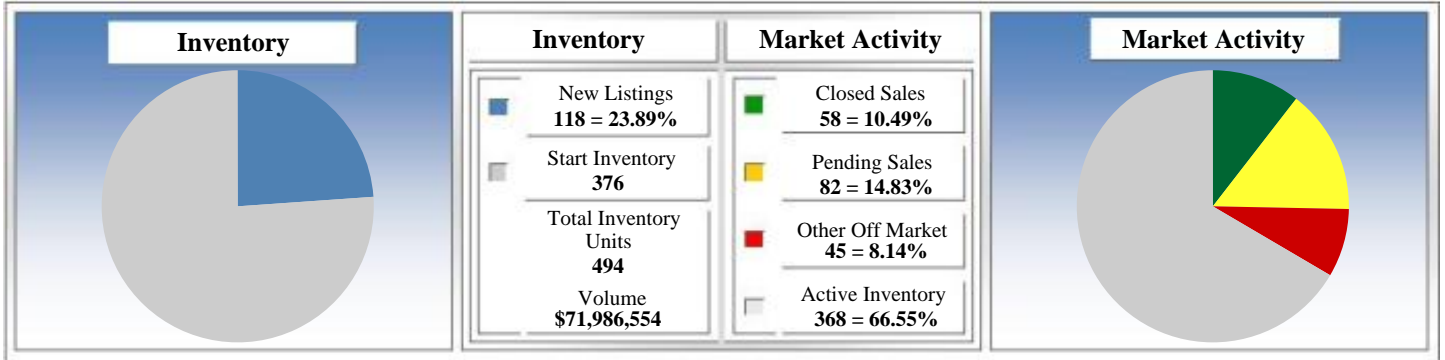 Inventory
Inventory
Market Activity
New Listings
118 = 23.89%
Start Inventory
376
Total Inventory
Units
494
Volume
$71,986,554
Closed Sales
58 = 10.49%
Pending Sales
82 = 14.83%
Other Off Market
45 = 8.14%
Active Inventory
368 = 66.55%
Market Activity